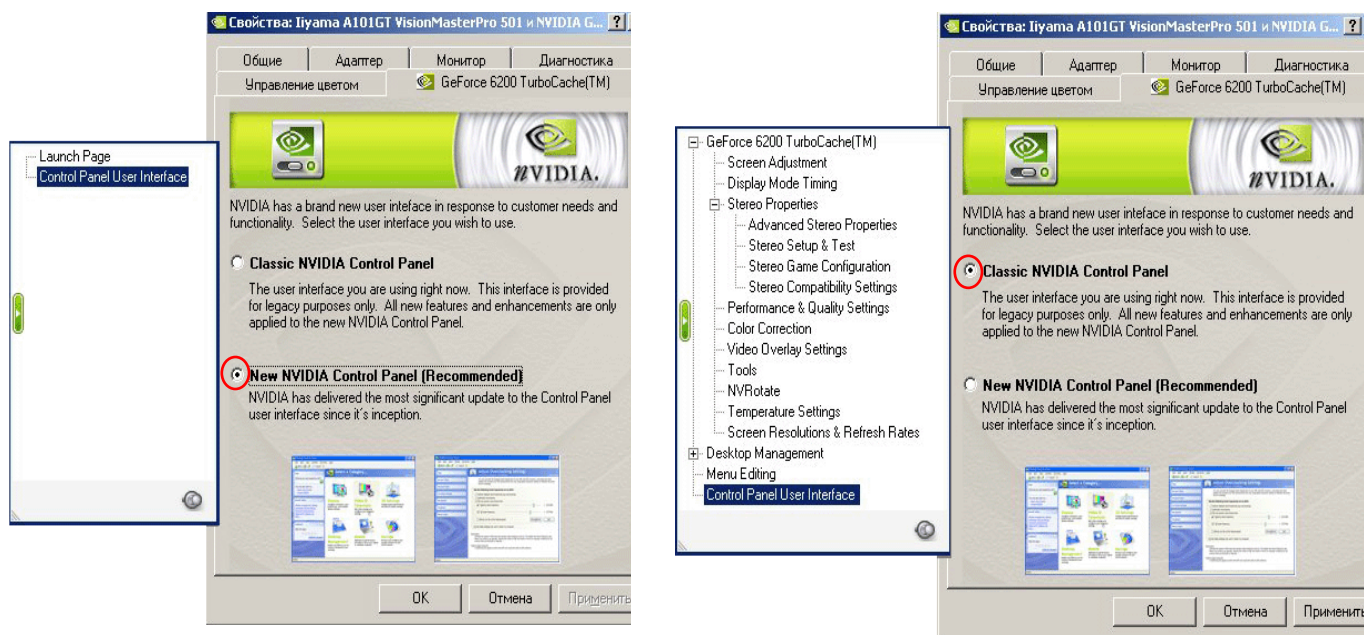 Свойства: Iiyama A101GT VisionMasterPro 501 и NVIDIA G... ?
Общие Адаптер Монитор Диагностика
Управление цветом GeForce 6200 TurboCache(TM)
Launch Page
Control Panel User Interface
nVIDIA.
NVIDIA has a brand new user inteface in response to customer needs and
functionality. Select the user interface you wish to use.
Classic NVIDIA Control Panel
The user interface you are using right now. This interface is provided
for legacy purposes only. All new features and enhancements are only
applied to the new NVIDIA Control Panel.
New NVIDIA Control Panel (Recommended)
NVIDIA has delivered the most significant update to the Control Panel
user interface since it´s inception.
OK Отмена Применить
Свойства: Iiyama A101GT VisionMasterPro 501 и NVIDIA G... ?
Общие Адаптер Монитор Диагностика
Управление цветом GeForce 6200 TurboCache(TM)
GeForce 6200 TurboCache(TM)
Screen Adjustment
Display Mode Timing
Stereo Properties
Advanced Stereo Properties
Stereo Setup & Test
Stereo Game Configuration
Stereo Compatibility Settings
Performance & Quality Settings
Color Correction
Video Overlay Settings
Tools
NVRotate
Temperature Settings
Screen Resolutions & Refresh Rates
Desktop Management
Menu Editing
Control Panel User Interface
nVIDIA.
NVIDIA has a brand new user inteface in response to customer needs and
functionality. Select the user interface you wish to use.
Classic NVIDIA Control Panel
The user interface you are using right now. This interface is provided
for legacy purposes only. All new features and enhancements are only
applied to the new NVIDIA Control Panel.
New NVIDIA Control Panel (Recommended)
NVIDIA has delivered the most significant update to the Control Panel
user interface since it´s inception.
OK Отмена Применить